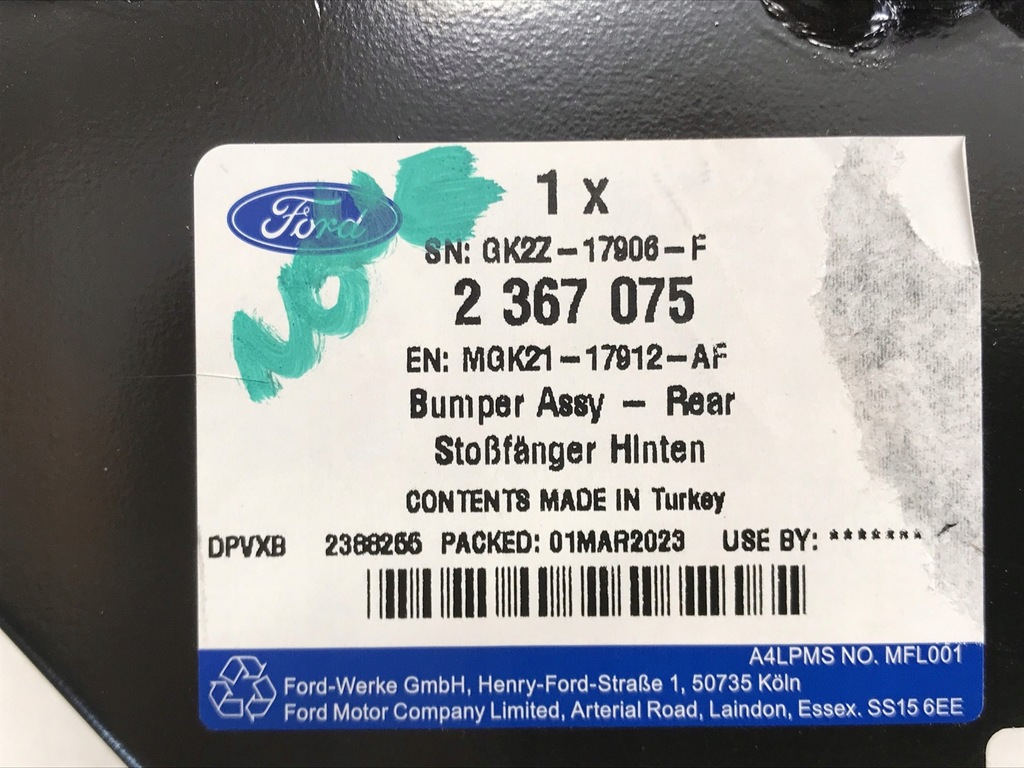 Ford
1 x
SN: GK2Z-17906-F
2 367 075
EN: MGK21-17912-AF
Bumper Assy - Rear
Stoßfänger Hinten
CONTENTS MADE IN Turkey
DPVXB 2388266 PACKED: 01MAR2023 USE BY: *******
A4LPMS NO. MFL001
Ford-Werke GmbH, Henry-Ford-Straße 1, 50735 Köln
Ford Motor Company Limited, Arterial Road, Laindon, Essex. SS15 6EE